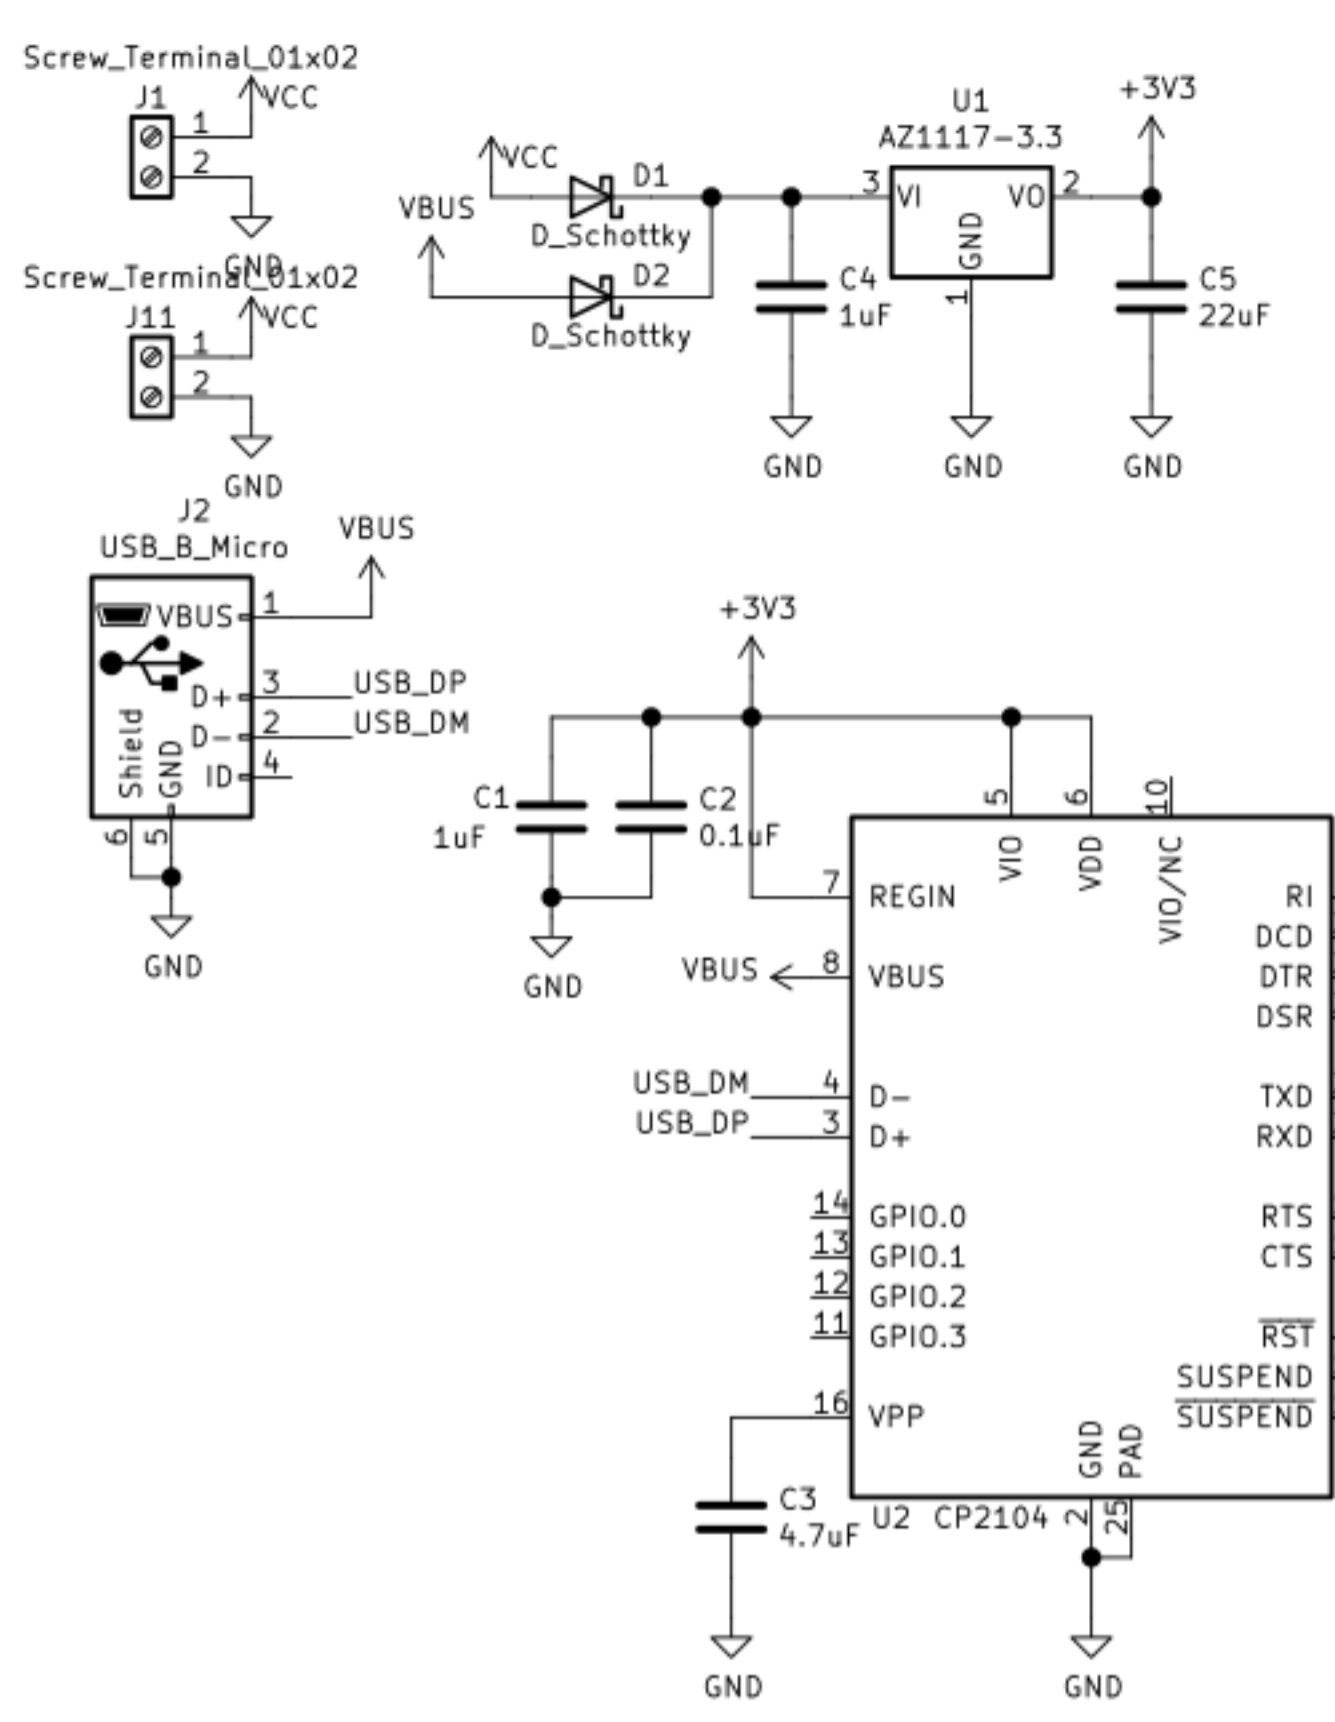 Screw_Terminal_01x02
J1
VCC
1
2
GND
Screw_Terminal_01x02
J11
VCC
1
2
GND
VCC
D1
D_Schottky
VBUS
D2
D_Schottky
C4
1uF
GND
U1
AZ1117-3.3
3
VI
VO
2
GND
1
GND
+3V3
C5
22uF
GND
J2
USB_B_Micro
VBUS
VBUS
1
D+
3
USB_DP
D-
2
USB_DM
ID
4
Shield
GND
6
5
GND
+3V3
C1
1uF
C2
0.1uF
GND
5
6
10
VIO
VDD
VIO/NC
7
REGIN
RI
DCD
VBUS
8
VBUS
DTR
DSR
USB_DM
4
D-
TXD
USB_DP
3
D+
RXD
14
GPIO.0
RTS
13
GPIO.1
CTS
12
GPIO.2
11
GPIO.3
RST
SUSPEND
16
VPP
SUSPEND
GND
PAD
C3
4.7uF
U2
CP2104
2
25
GND
GND